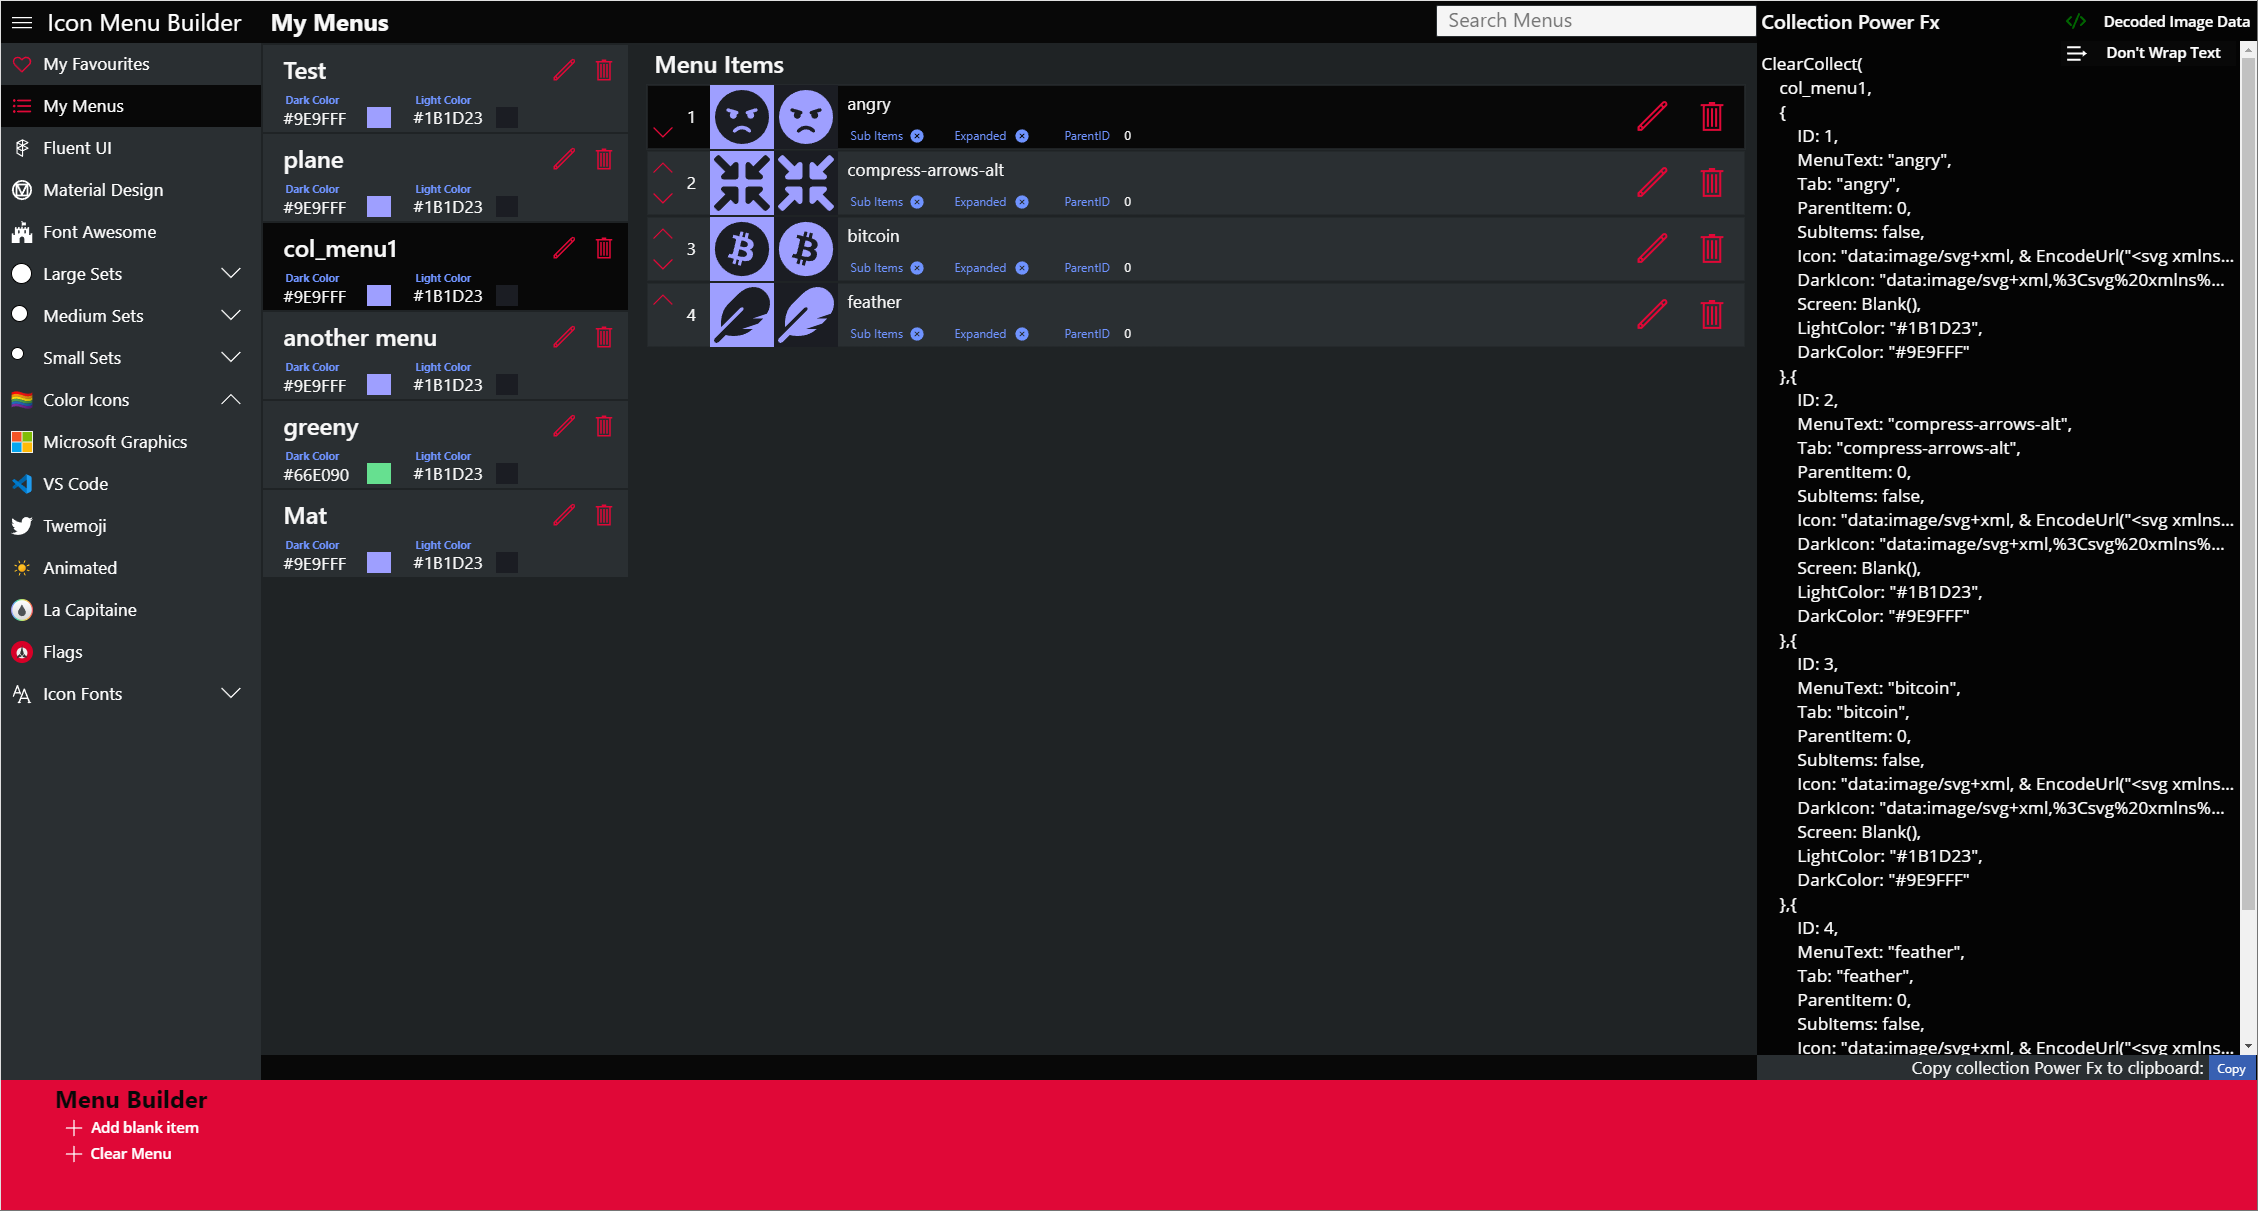 Icon Menu Builder
My Favourites
My Menus
Fluent UI
Material Design
Font Awesome
Large Sets
Medium Sets
Small Sets
Color Icons
Microsoft Graphics
VS Code
Twemoji
Animated
La Capitaine
Flags
Icon Fonts
My Menus
Search Menus
Test
Dark Color
Light Color
#9E9FFF
#1B1D23
plane
Dark Color
Light Color
#9E9FFF
#1B1D23
col_menu1
Dark Color
Light Color
#9E9FFF
#1B1D23
another menu
Dark Color
Light Color
#9E9FFF
#1B1D23
greeny
Dark Color
Light Color
#66E090
#1B1D23
Mat
Dark Color
Light Color
#9E9FFF
#1B1D23
Menu Items
1
angry
Sub Items
Expanded
ParentID 0
2
compress-arrows-alt
Sub Items
Expanded
ParentID 0
3
bitcoin
Sub Items
Expanded
ParentID 0
4
feather
Sub Items
Expanded
ParentID 0
Collection Power Fx
</> Decoded Image Data
Don't Wrap Text
ClearCollect(
col_menu1,
{
ID: 1,
MenuText: "angry",
Tab: "angry",
ParentItem: 0,
SubItems: false,
Icon: "data:image/svg+xml, & EncodeUrl("<svg xmlns...
DarkIcon: "data:image/svg+xml,%3Csvg%20xmlns%...
Screen: Blank(),
LightColor: "#1B1D23",
DarkColor: "#9E9FFF"
},{
ID: 2,
MenuText: "compress-arrows-alt",
Tab: "compress-arrows-alt",
ParentItem: 0,
SubItems: false,
Icon: "data:image/svg+xml, & EncodeUrl("<svg xmlns...
DarkIcon: "data:image/svg+xml,%3Csvg%20xmlns%...
Screen: Blank(),
LightColor: "#1B1D23",
DarkColor: "#9E9FFF"
},{
ID: 3,
MenuText: "bitcoin",
Tab: "bitcoin",
ParentItem: 0,
SubItems: false,
Icon: "data:image/svg+xml, & EncodeUrl("<svg xmlns...
DarkIcon: "data:image/svg+xml,%3Csvg%20xmlns%...
Screen: Blank(),
LightColor: "#1B1D23",
DarkColor: "#9E9FFF"
},{
ID: 4,
MenuText: "feather",
Tab: "feather",
ParentItem: 0,
SubItems: false,
Icon: "data:image/svg+xml, & EncodeUrl("<svg xmlns...
Copy collection Power Fx to clipboard: Copy
Menu Builder
Add blank item
Clear Menu